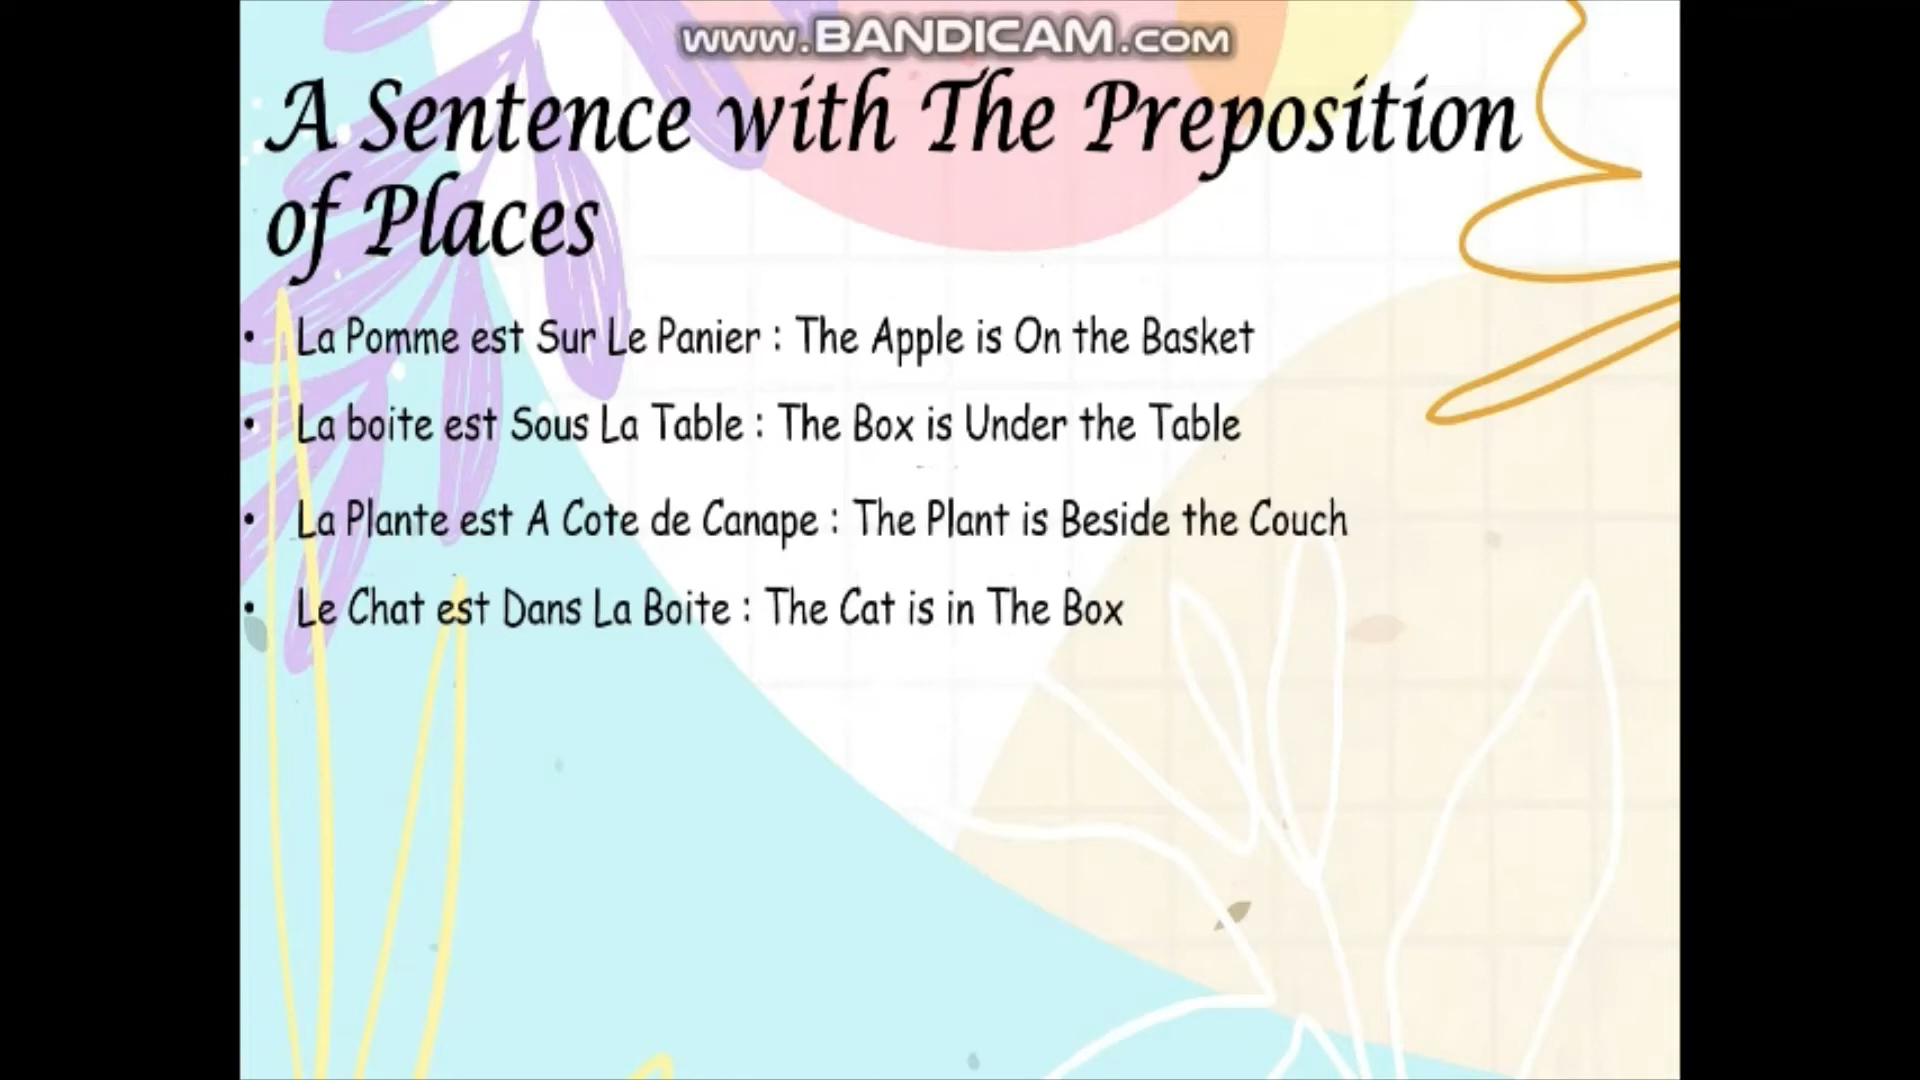 www.BANDICAM.com
A Sentence with The Preposition
of Places
• La Pomme est Sur Le Panier : The Apple is On the Basket
• La boite est Sous La Table : The Box is Under the Table
• La Plante est A Cote de Canape : The Plant is Beside the Couch
• Le Chat est Dans La Boite : The Cat is in The Box